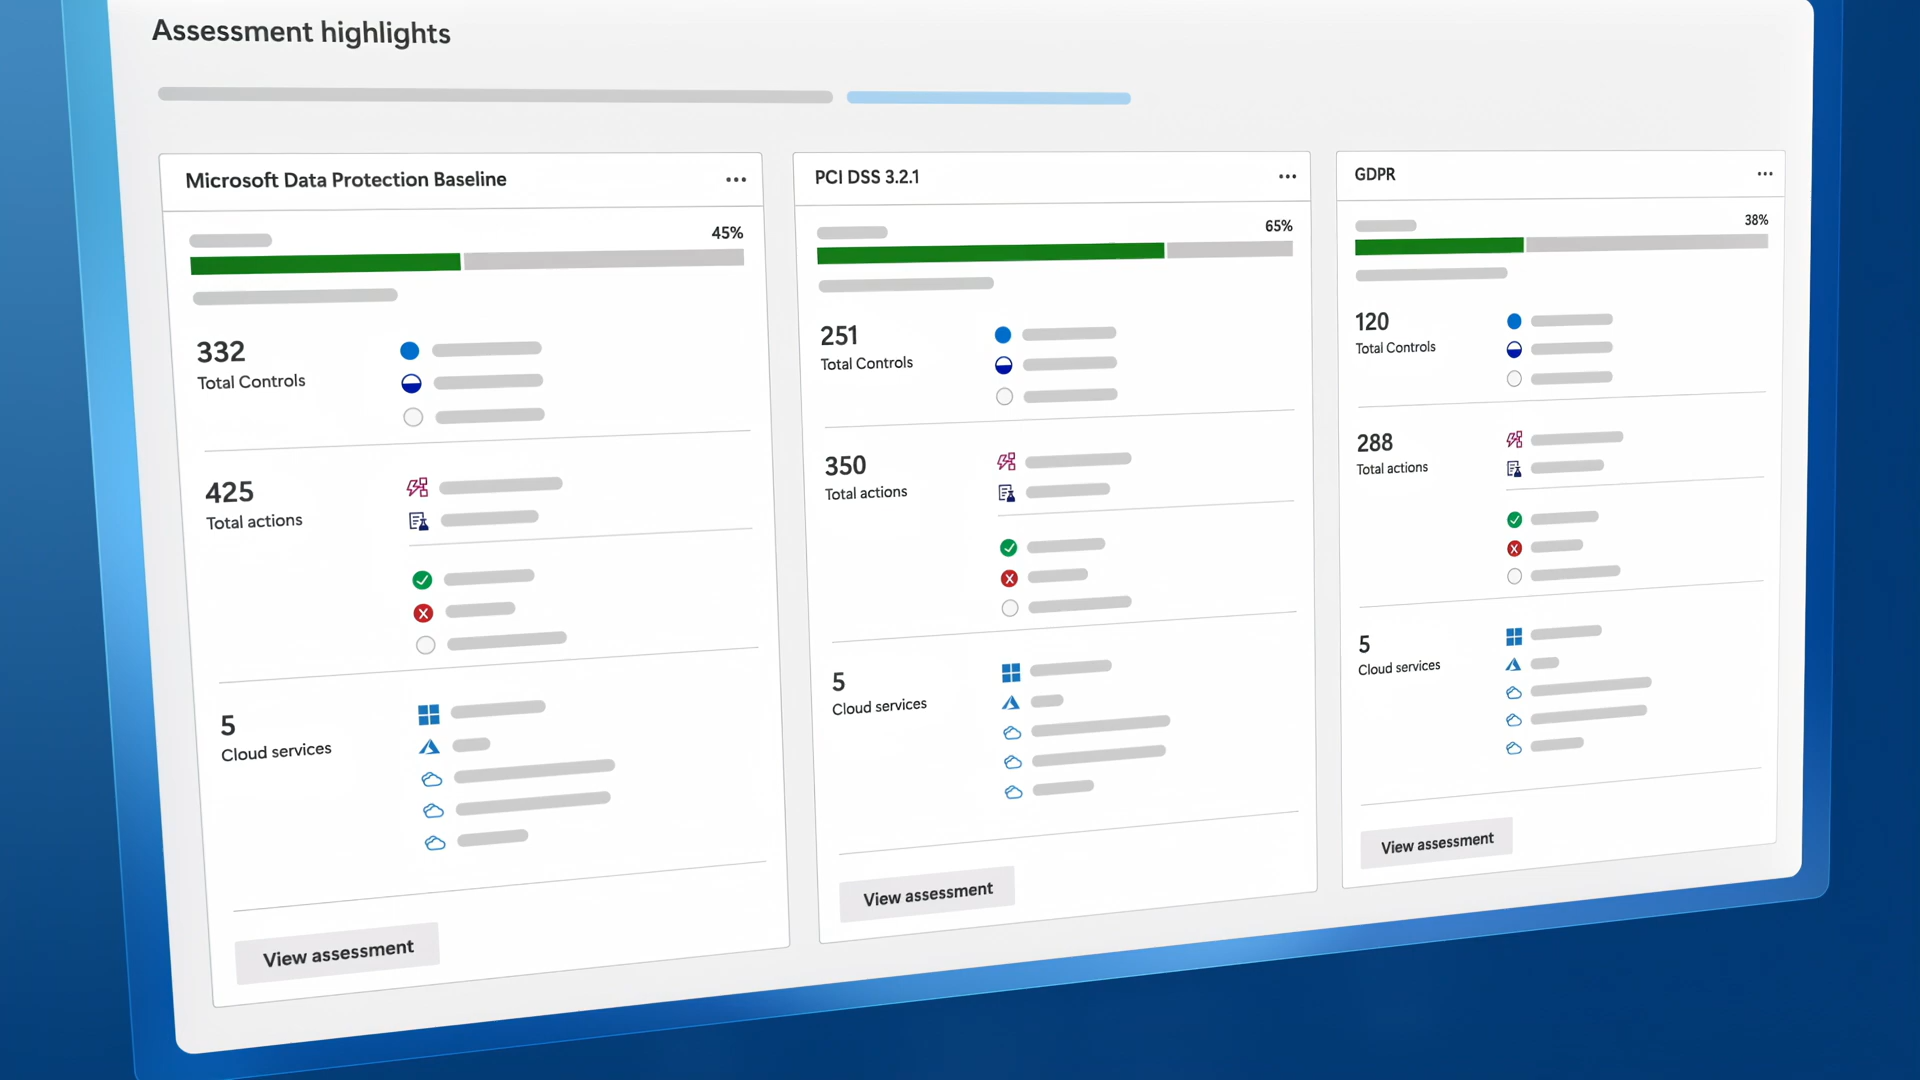 Assessment highlights
Microsoft Data Protection Baseline
45%
332
Total Controls
425
Total actions
5
Cloud services
View assessment
PCI DSS 3.2.1
65%
251
Total Controls
350
Total actions
5
Cloud services
View assessment
GDPR
38%
120
Total Controls
288
Total actions
5
Cloud services
View assessment